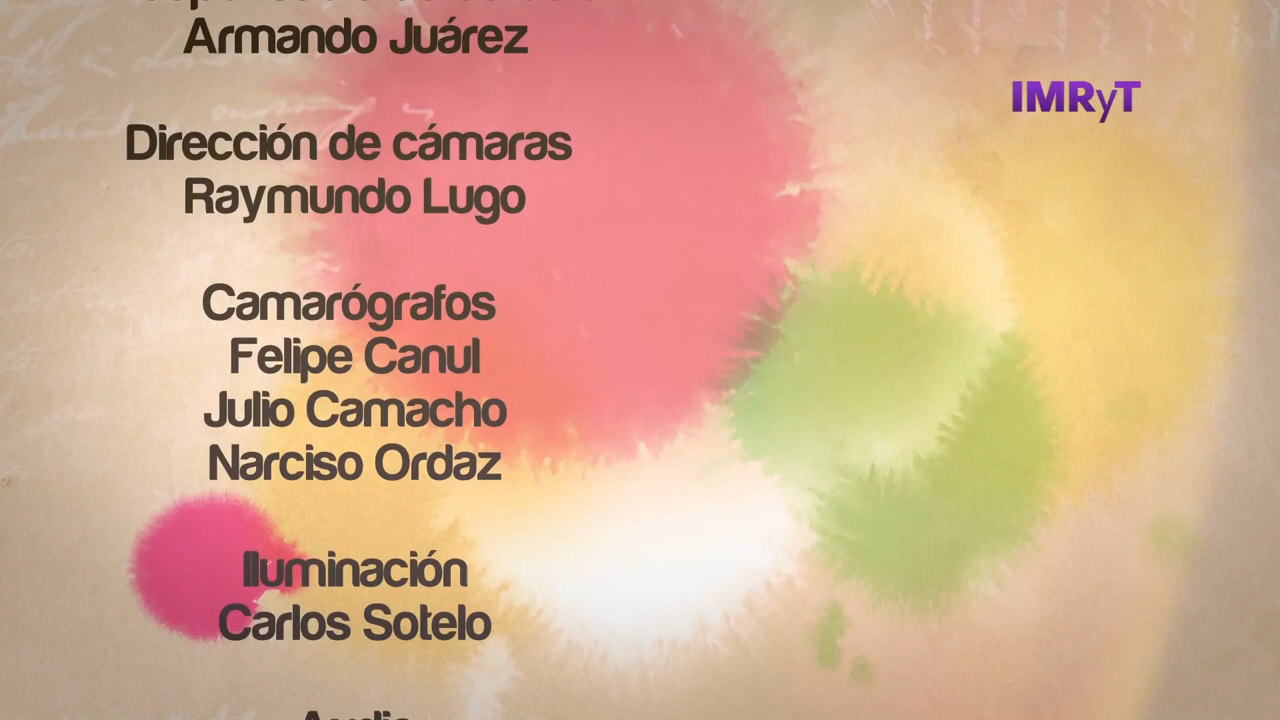 Armando Juárez
IMRyT
Dirección de cámaras
Raymundo Lugo
Camarógrafos
Felipe Canul
Julio Camacho
Narciso Ordaz
Iluminación
Carlos Sotelo